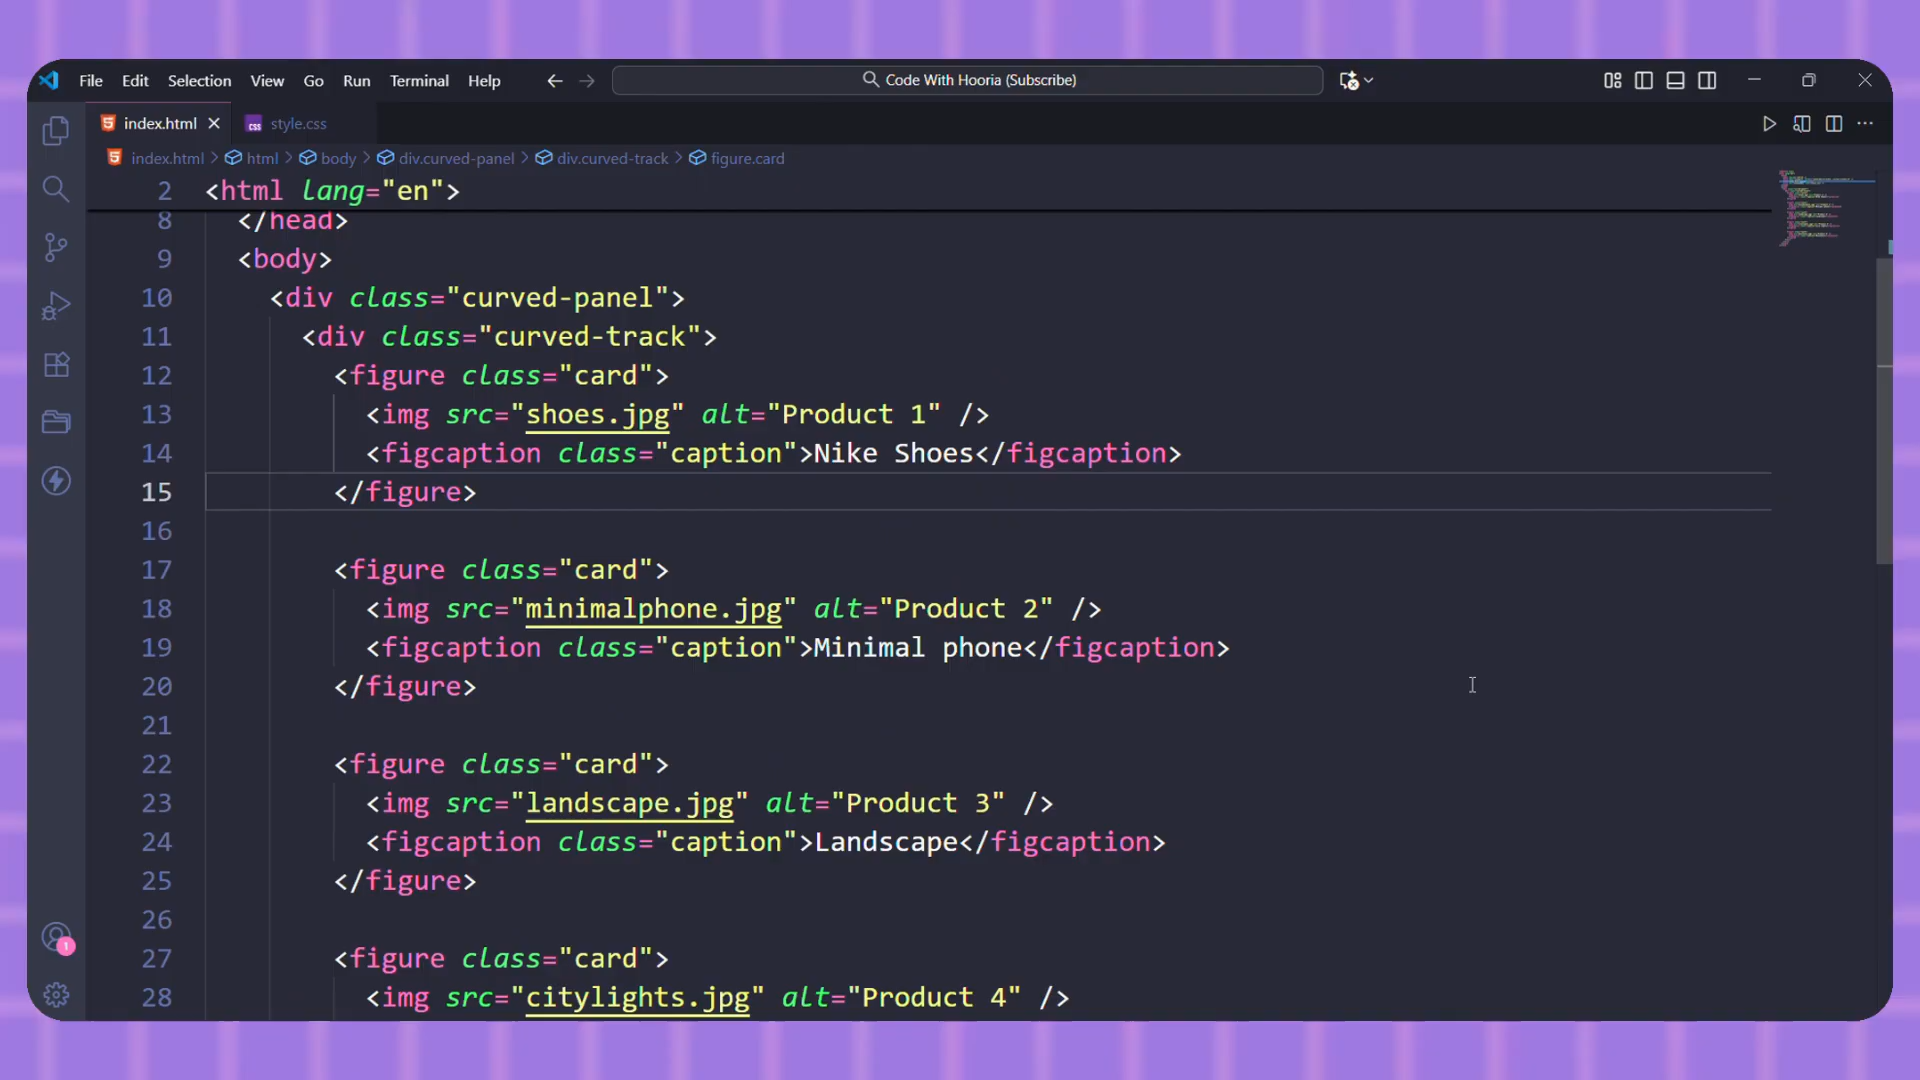 File Edit Selection View Go Run Terminal Help
Code With Hooria (Subscribe)
index.html style.css
index.html > html > body > div.curved-panel > div.curved-track > figure.card
2 <html lang="en">
8 </head>
9 <body>
10 <div class="curved-panel">
11 <div class="curved-track">
12 <figure class="card">
13 <img src="shoes.jpg" alt="Product 1" />
14 <figcaption class="caption">Nike Shoes</figcaption>
15 </figure>
16
17 <figure class="card">
18 <img src="minimalphone.jpg" alt="Product 2" />
19 <figcaption class="caption">Minimal phone</figcaption>
20 </figure>
21
22 <figure class="card">
23 <img src="landscape.jpg" alt="Product 3" />
24 <figcaption class="caption">Landscape</figcaption>
25 </figure>
26
27 <figure class="card">
28 <img src="citylights.jpg" alt="Product 4" />
1